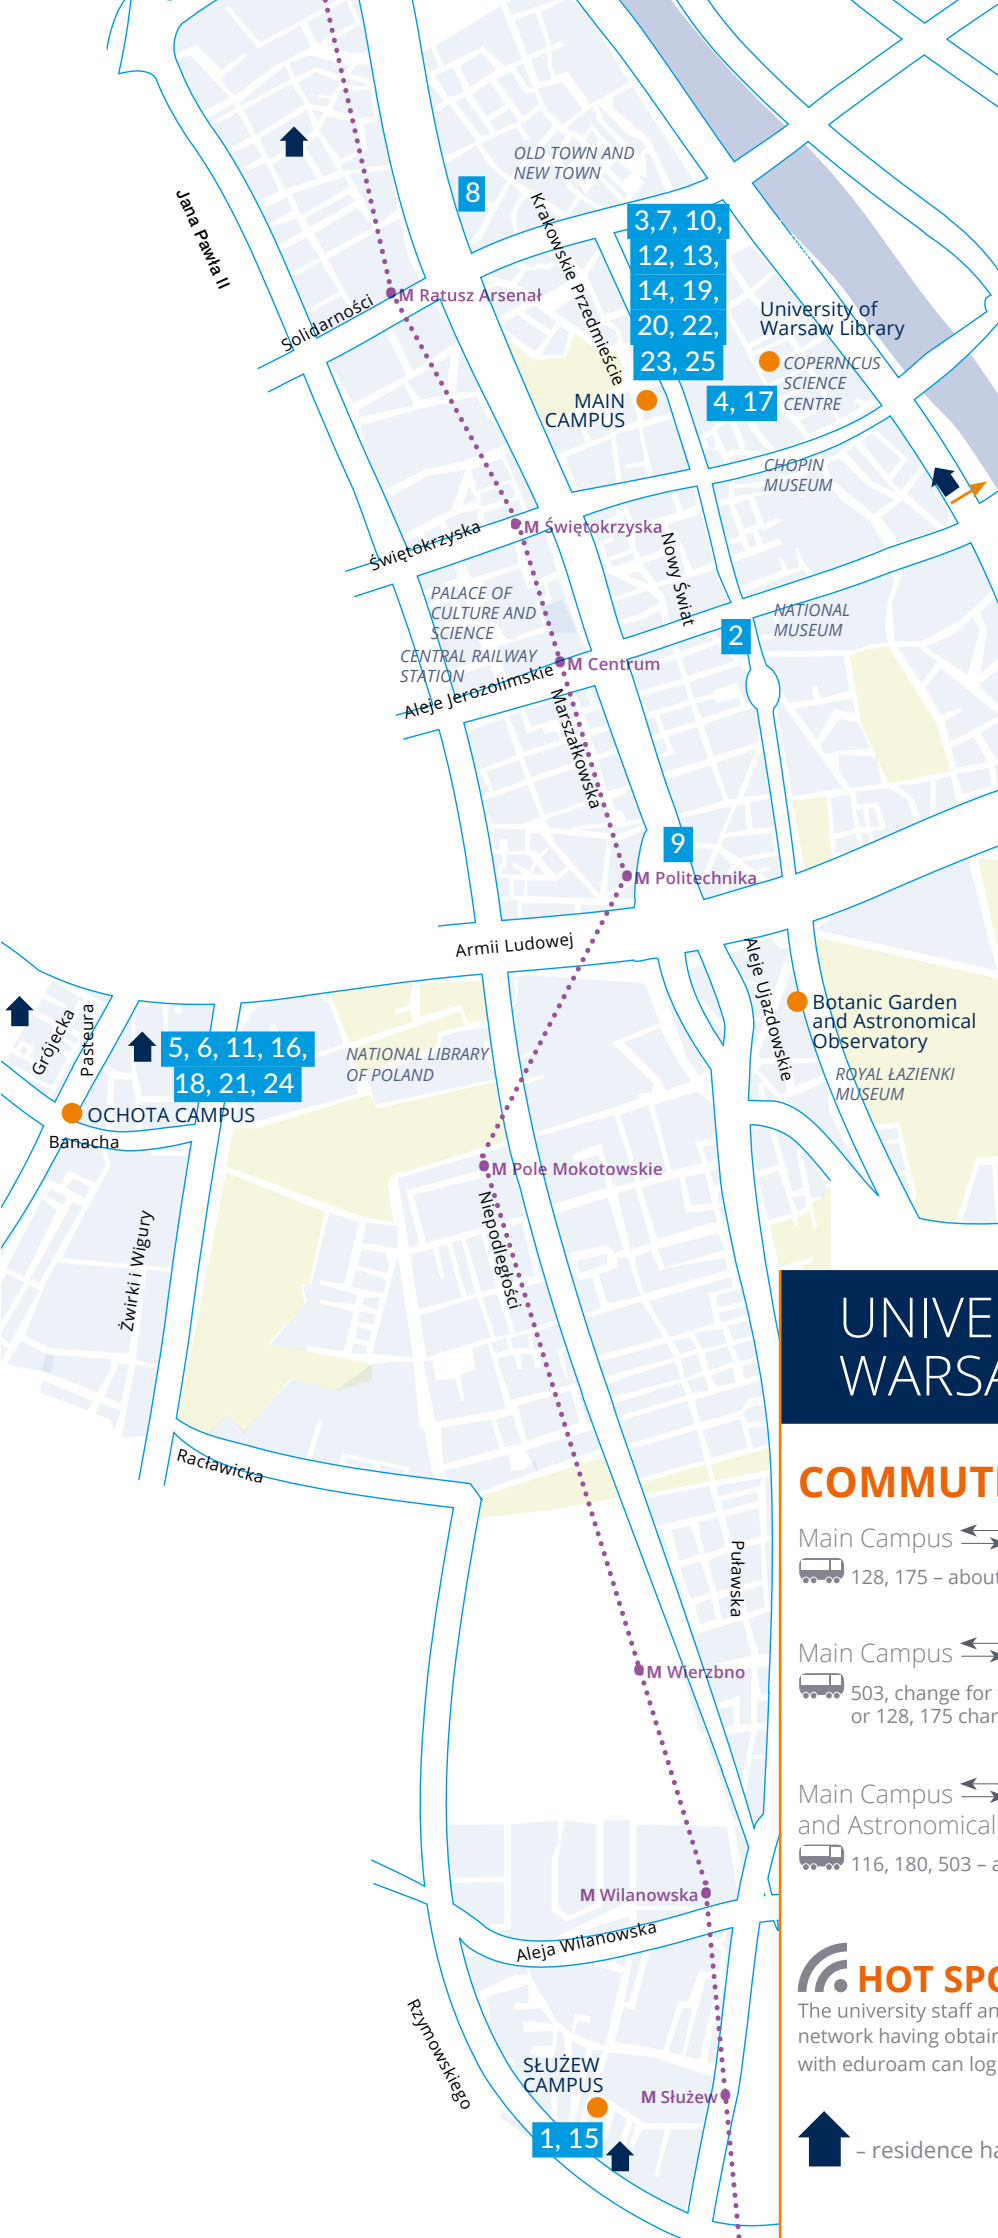 OLD TOWN AND
NEW TOWN
8
Jana Pawła II
Krakowskie Przedmieście
3,7, 10,
12, 13,
14, 19,
20, 22,
23, 25
M Ratusz Arsenał
Solidarności
University of
Warsaw Library
COPERNICUS
SCIENCE
CENTRE
MAIN
CAMPUS
4, 17
CHOPIN
MUSEUM
M Świętokrzyska
Świętokrzyska
Nowy Świat
PALACE OF
CULTURE AND
SCIENCE
CENTRAL RAILWAY
STATION
NATIONAL
MUSEUM
2
M Centrum
Aleje Jerozolimskie
Marszałkowska
9
M Politechnika
Armii Ludowej
Aleje Ujazdowskie
Botanic Garden
and Astronomical
Observatory
ROYAL ŁAZIENKI
MUSEUM
Grójecka
Pasteura
5, 6, 11, 16,
18, 21, 24
NATIONAL LIBRARY
OF POLAND
OCHOTA CAMPUS
Banacha
M Pole Mokotowskie
Niepodległości
Żwirki i Wigury
UNIVE
WARSA
Racławicka
COMMUTI
Main Campus
128, 175 – about
Puławska
Main Campus
M Wierzbno
503, change for
or 128, 175 chan
Main Campus
and Astronomical
116, 180, 503 – a
M Wilanowska
Aleja Wilanowska
HOT SPO
The university staff an
network having obtain
with eduroam can log
Rzymowskiego
SŁUŻEW
CAMPUS
M Służew
1, 15
– residence ha